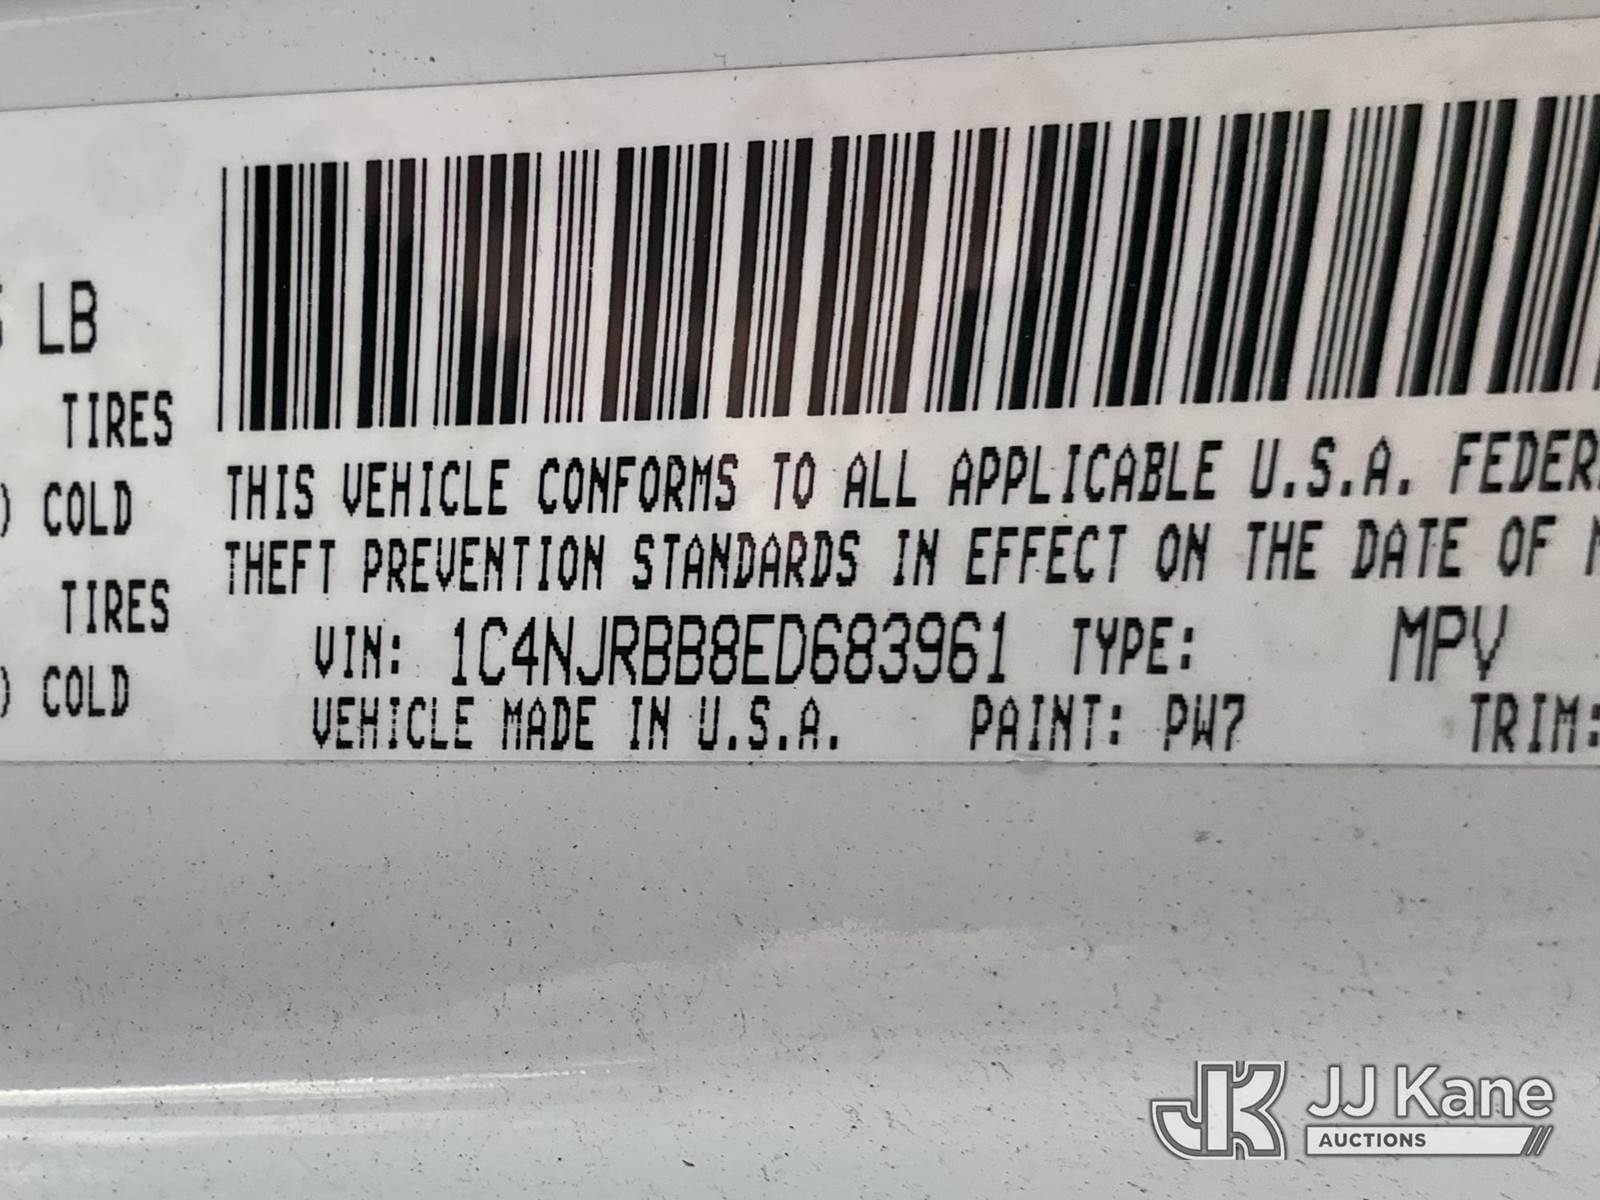 LB
TIRES
) COLD
TIRES
) COLD
THIS VEHICLE CONFORMS TO ALL APPLICABLE U.S.A. FEDER
THEFT PREVENTION STANDARDS IN EFFECT ON THE DATE OF
VIN: 1C4NJRBB8ED683961 TYPE: MPV
VEHICLE MADE IN U.S.A. PAINT: PW7 TRIM:
JK JJ Kane
AUCTIONS